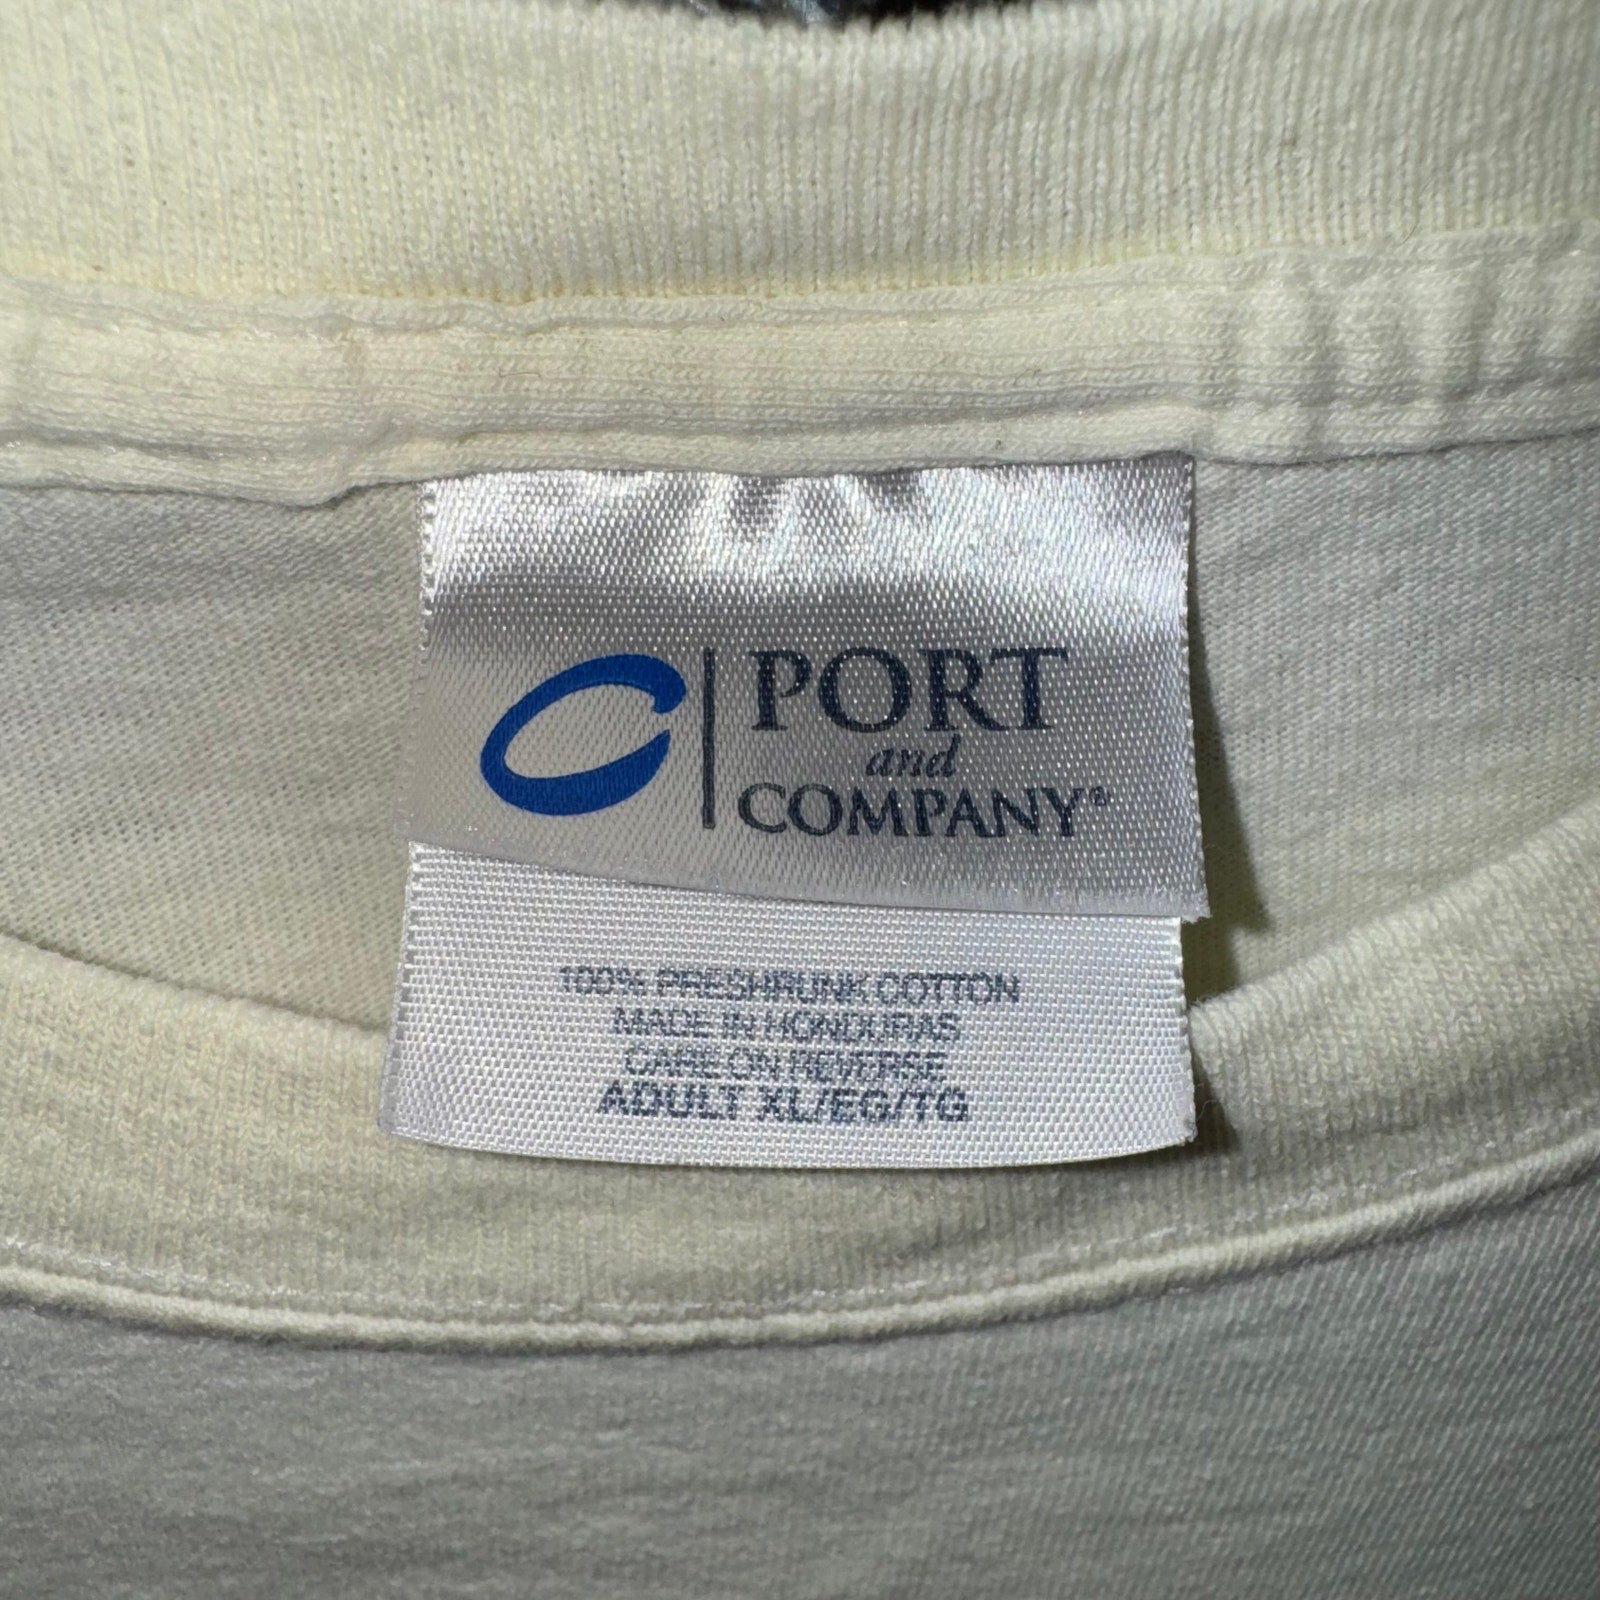 PORT
and
COMPANY®
100% PRESHRUNK COTTON
MADE IN HONDURAS
CARE ON REVERSE
ADULT XL/EG/TG